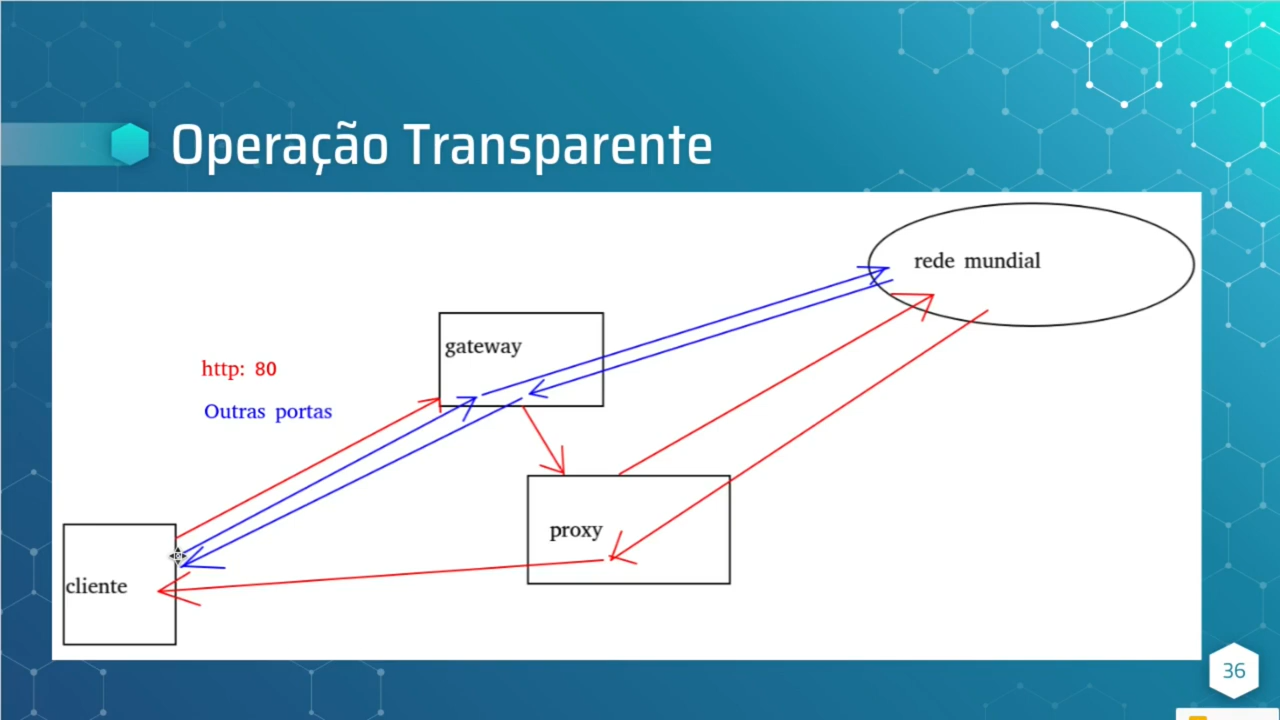 Operação Transparente
rede mundial
gateway
http: 80
Outras portas
proxy
cliente
36